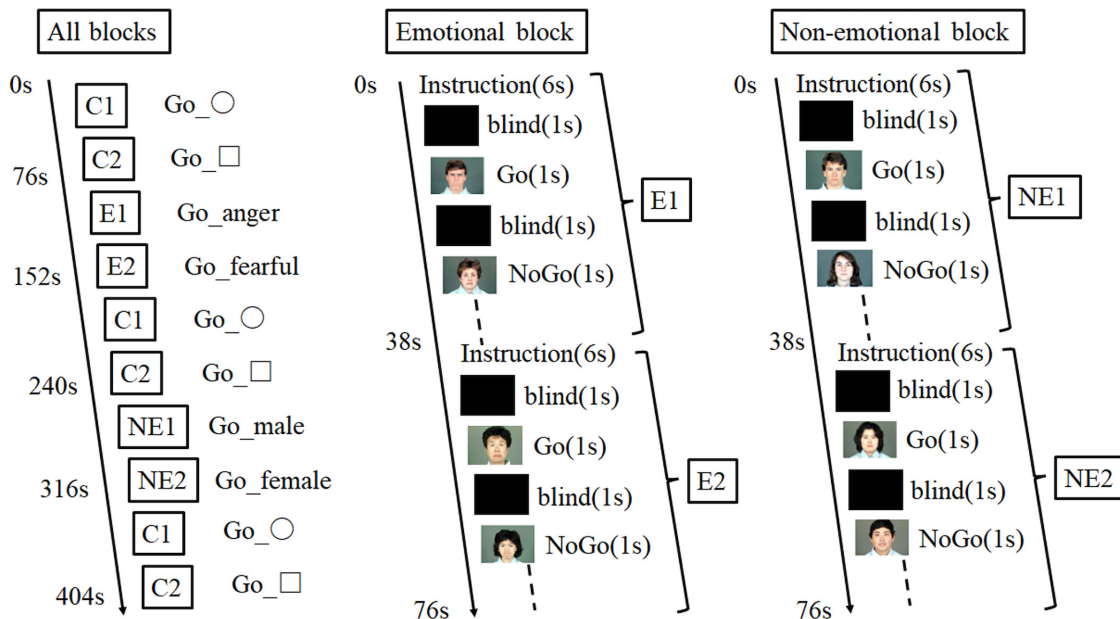 All blocks
0s
C1 Go_○
C2 Go_□
76s
E1 Go_anger
E2 Go_fearful
152s
C1 Go_○
C2 Go_□
240s
NE1 Go_male
NE2 Go_female
316s
C1 Go_○
C2 Go_□
404s
Emotional block
0s
Instruction(6s)
blind(1s)
Go(1s)
blind(1s)
NoGo(1s)
E1
38s
Instruction(6s)
blind(1s)
Go(1s)
blind(1s)
NoGo(1s)
E2
76s
Non-emotional block
0s
Instruction(6s)
blind(1s)
Go(1s)
blind(1s)
NoGo(1s)
NE1
38s
Instruction(6s)
blind(1s)
Go(1s)
blind(1s)
NoGo(1s)
NE2
76s